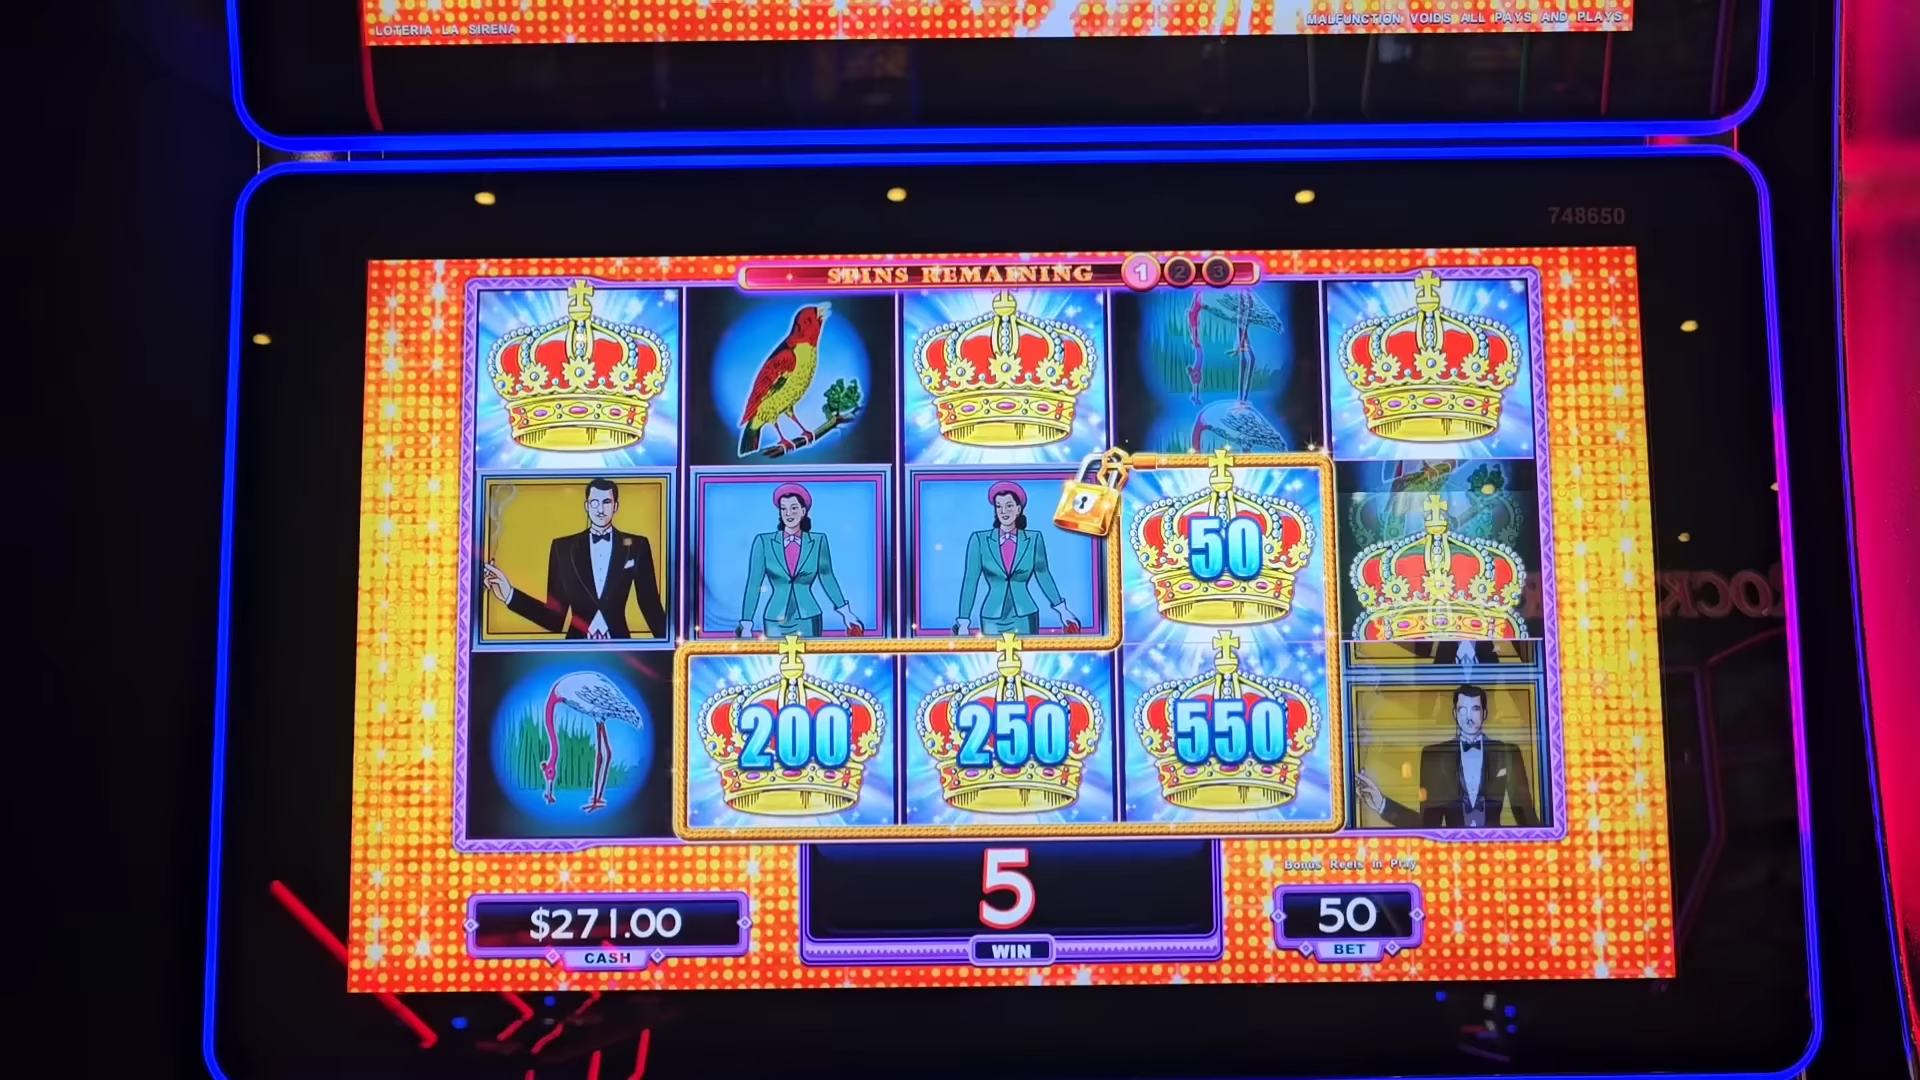 LOTERIA LA SIRENA
MALFUNCTION VOIDS ALL PAYS AND PLAYS
748650
SPINS REMAINING 1 2 3
50
200 250 550
Bonus Reels In Play
5
$271.00
50
CASH
WIN
BET